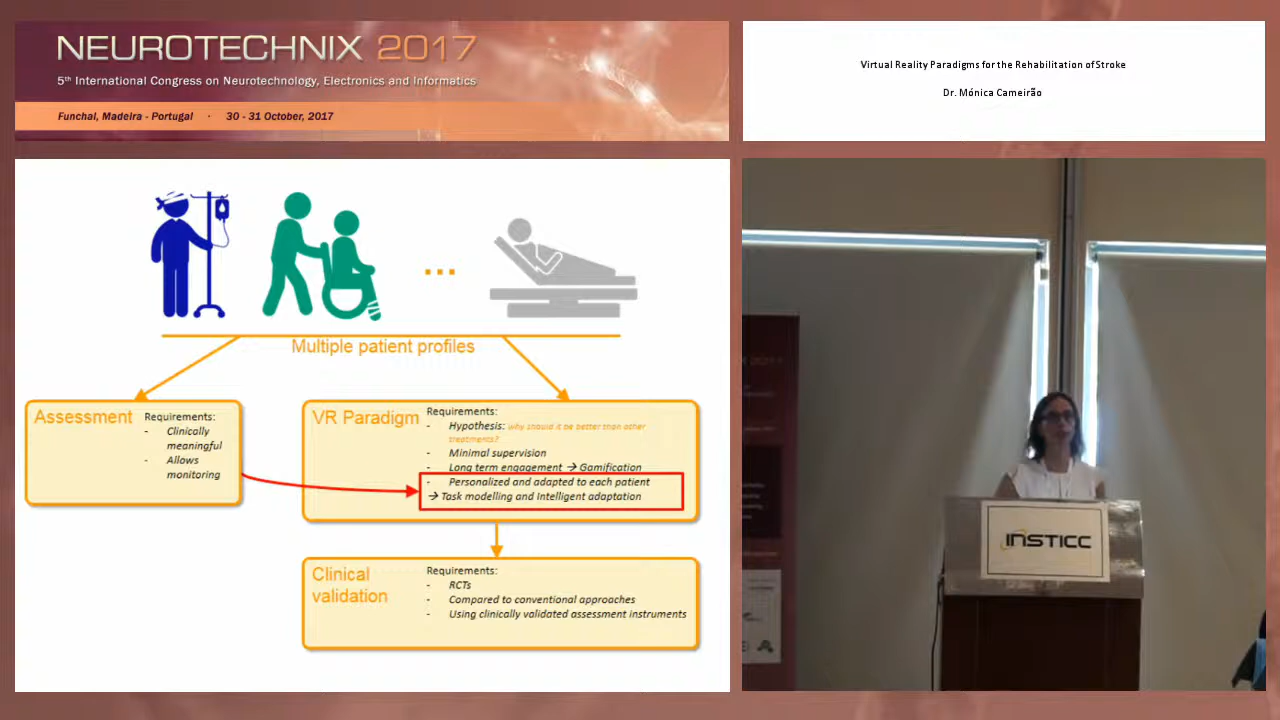 NEUROTECHNIX 2017
5th International Congress on Neurotechnology, Electronics and Informatics
Funchal, Madeira - Portugal · 30 - 31 October, 2017
Virtual Reality Paradigms for the Rehabilitation of Stroke
Dr. Mónica Cameirão
...
Multiple patient profiles
Assessment
Requirements:
- Clinically
meaningful
- Allows
monitoring
VR Paradigm
Requirements:
- Hypothesis: why should it be better than other
treatments?
- Minimal supervision
- Long term engagement → Gamification
- Personalized and adapted to each patient
→ Task modelling and Intelligent adaptation
Clinical
validation
Requirements:
- RCTs
- Compared to conventional approaches
- Using clinically validated assessment instruments
INSTICC